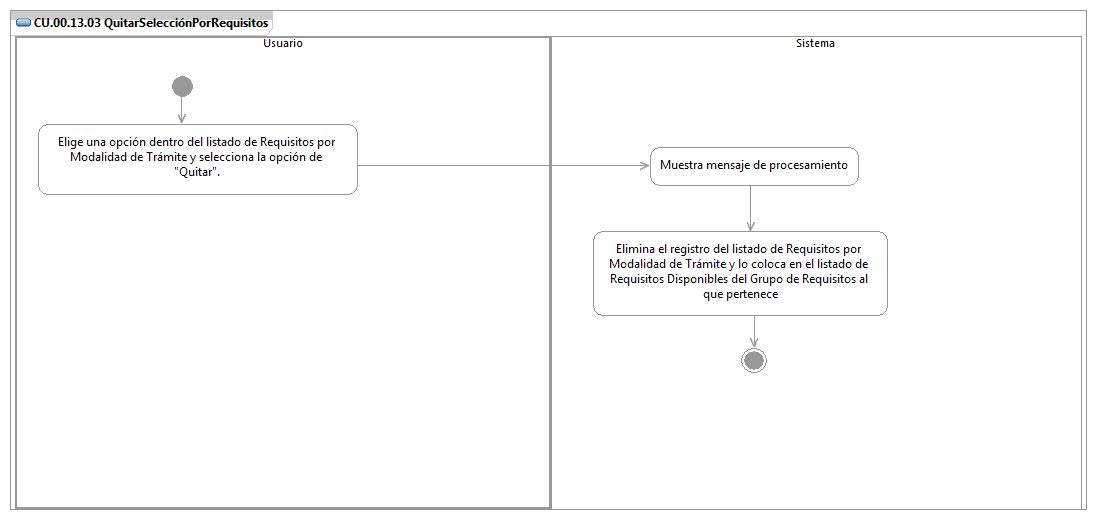 CU.00.13.03 QuitarSelecciónPorRequisitos
Usuario
Sistema
Elige una opción dentro del listado de Requisitos por
Modalidad de Trámite y selecciona la opción de
"Quitar".
Muestra mensaje de procesamiento
Elimina el registro del listado de Requisitos por
Modalidad de Trámite y lo coloca en el listado de
Requisitos Disponibles del Grupo de Requisitos al
que pertenece